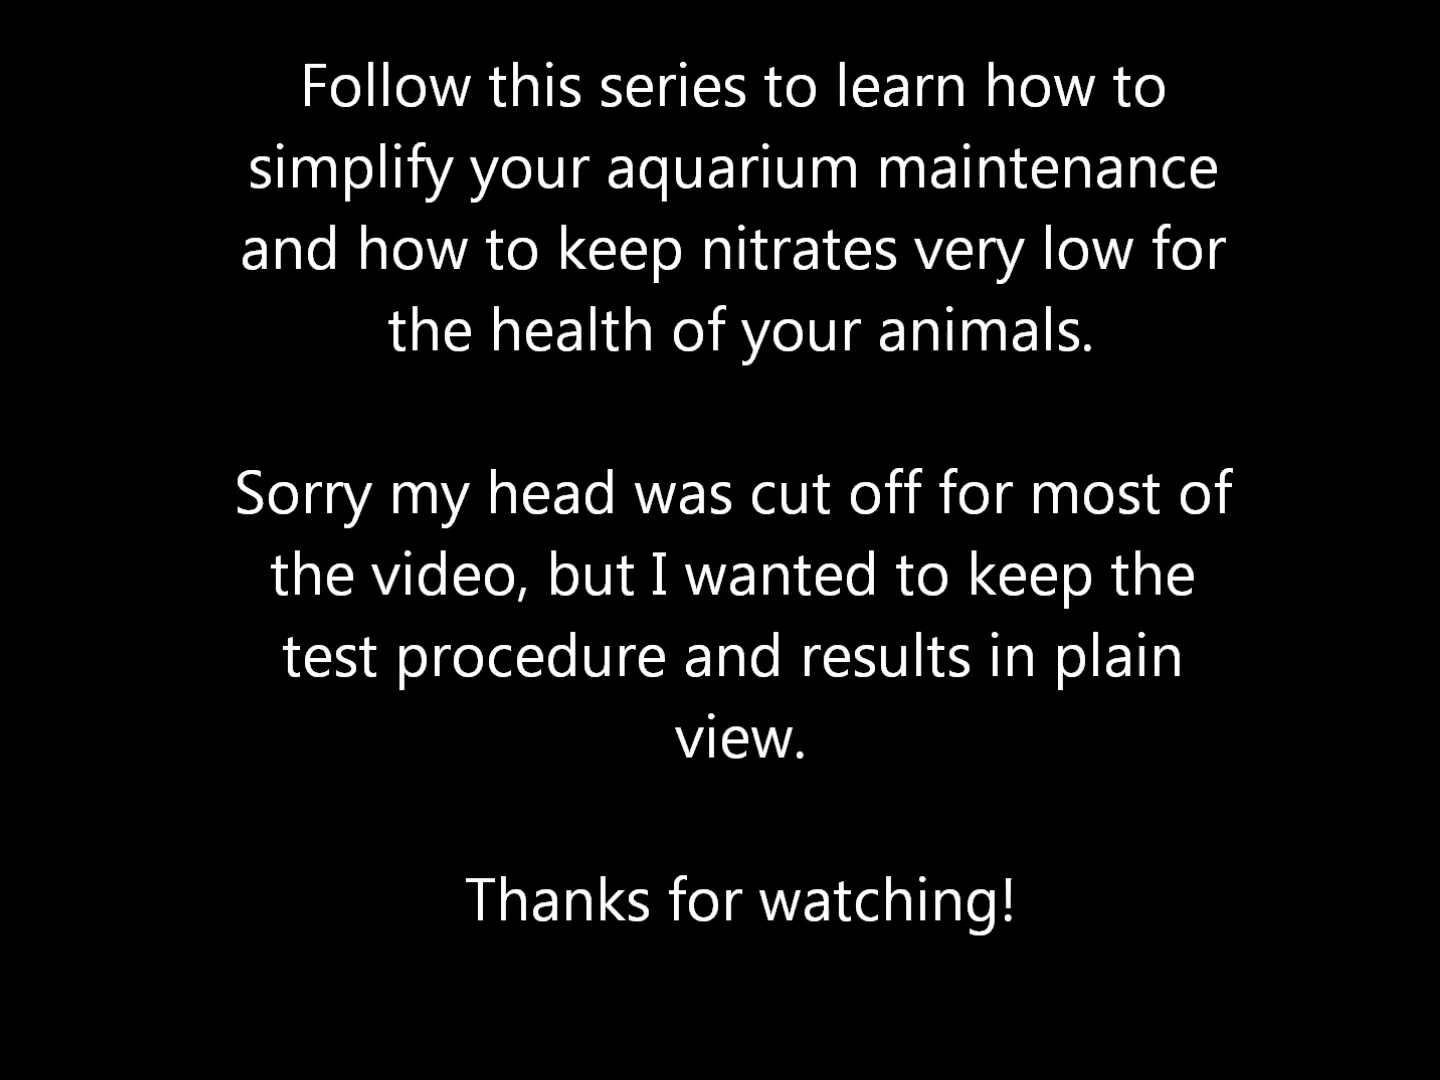 Follow this series to learn how to
simplify your aquarium maintenance
and how to keep nitrates very low for
the health of your animals.
Sorry my head was cut off for most of
the video, but I wanted to keep the
test procedure and results in plain
view.
Thanks for watching!